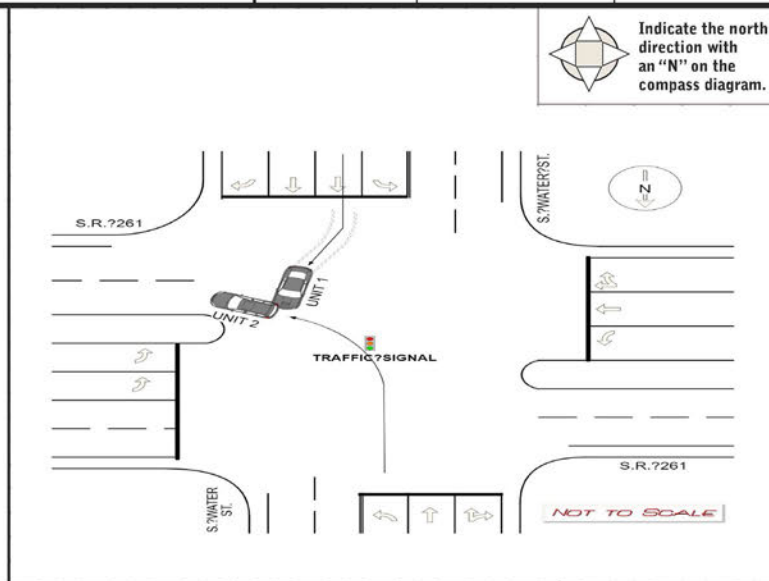 Indicate the north
direction with
an “N” on the
compass diagram.
S.?WATER?ST.
N
S.R.?261
UNIT 1
UNIT 2
TRAFFIC?SIGNAL
S.R.?261
S.?WATER
ST.
NOT TO SCALE